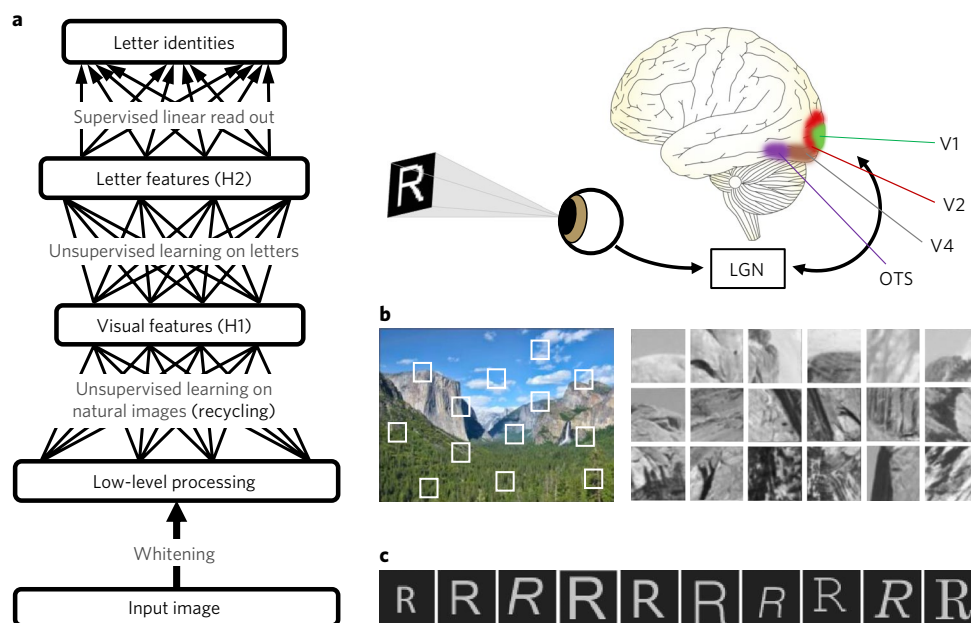 a
Letter identities
Supervised linear read out
Letter features (H2)
Unsupervised learning on letters
Visual features (H1)
Unsupervised learning on
natural images (recycling)
Low-level processing
Whitening
Input image
R
LGN
V1
V2
V4
OTS
b
c
R R R R R R R R R R